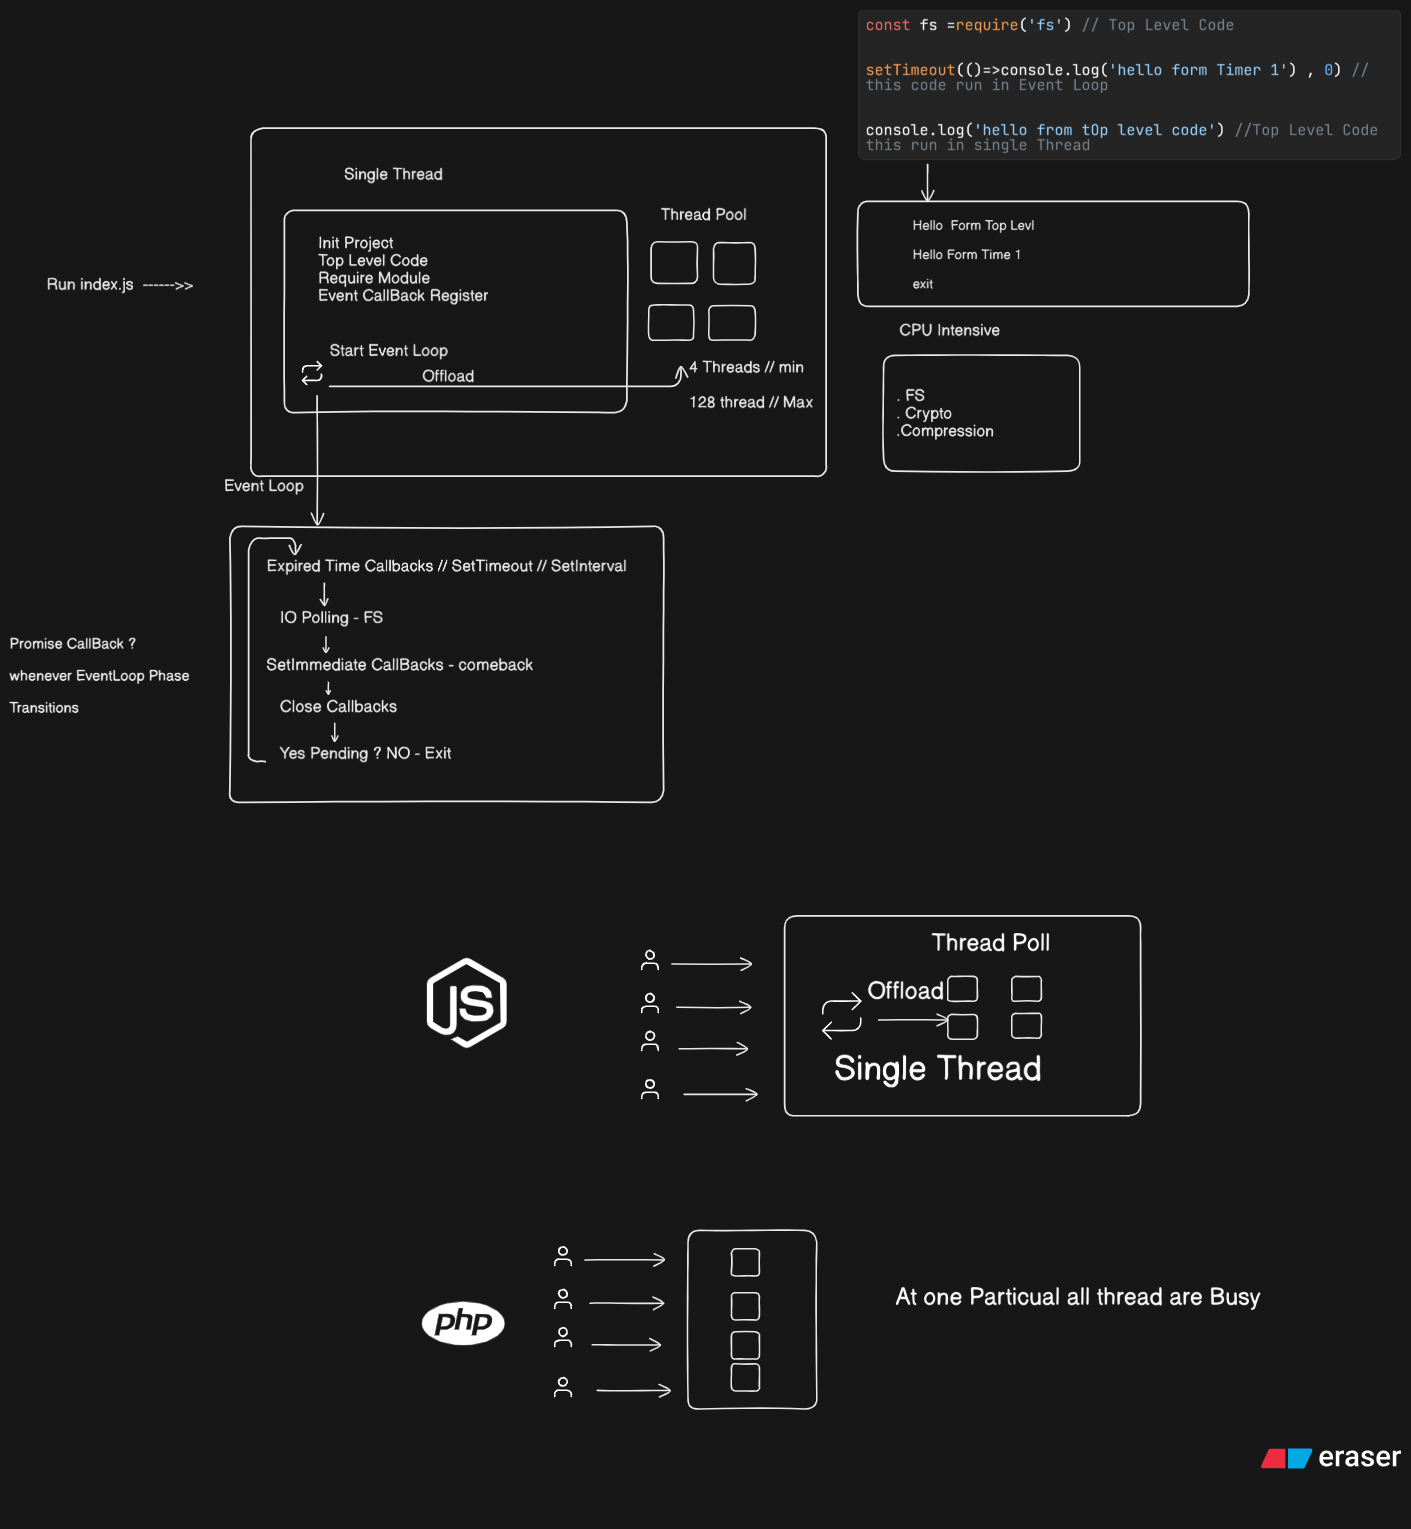 const fs =require('fs') // Top Level Code
setTimeout(()=>console.log('hello form Timer 1') , 0) //
this code run in Event Loop
console.log('hello from tOp level code') //Top Level Code
this run in single Thread
Hello  Form Top Levl
Hello Form Time 1
exit
CPU Intensive
. FS
. Crypto
.Compression
Run index.js ------>>
Single Thread
Init Project
Top Level Code
Require Module
Event CallBack Register
Start Event Loop
Offload
Thread Pool
4 Threads // min
128 thread // Max
Event Loop
Expired Time Callbacks // SetTimeout // SetInterval
IO Polling - FS
SetImmediate CallBacks - comeback
Close Callbacks
Yes Pending ? NO - Exit
Promise CallBack ?
whenever EventLoop Phase
Transitions
JS
Thread Poll
Offload
Single Thread
php
At one Particual all thread are Busy
eraser